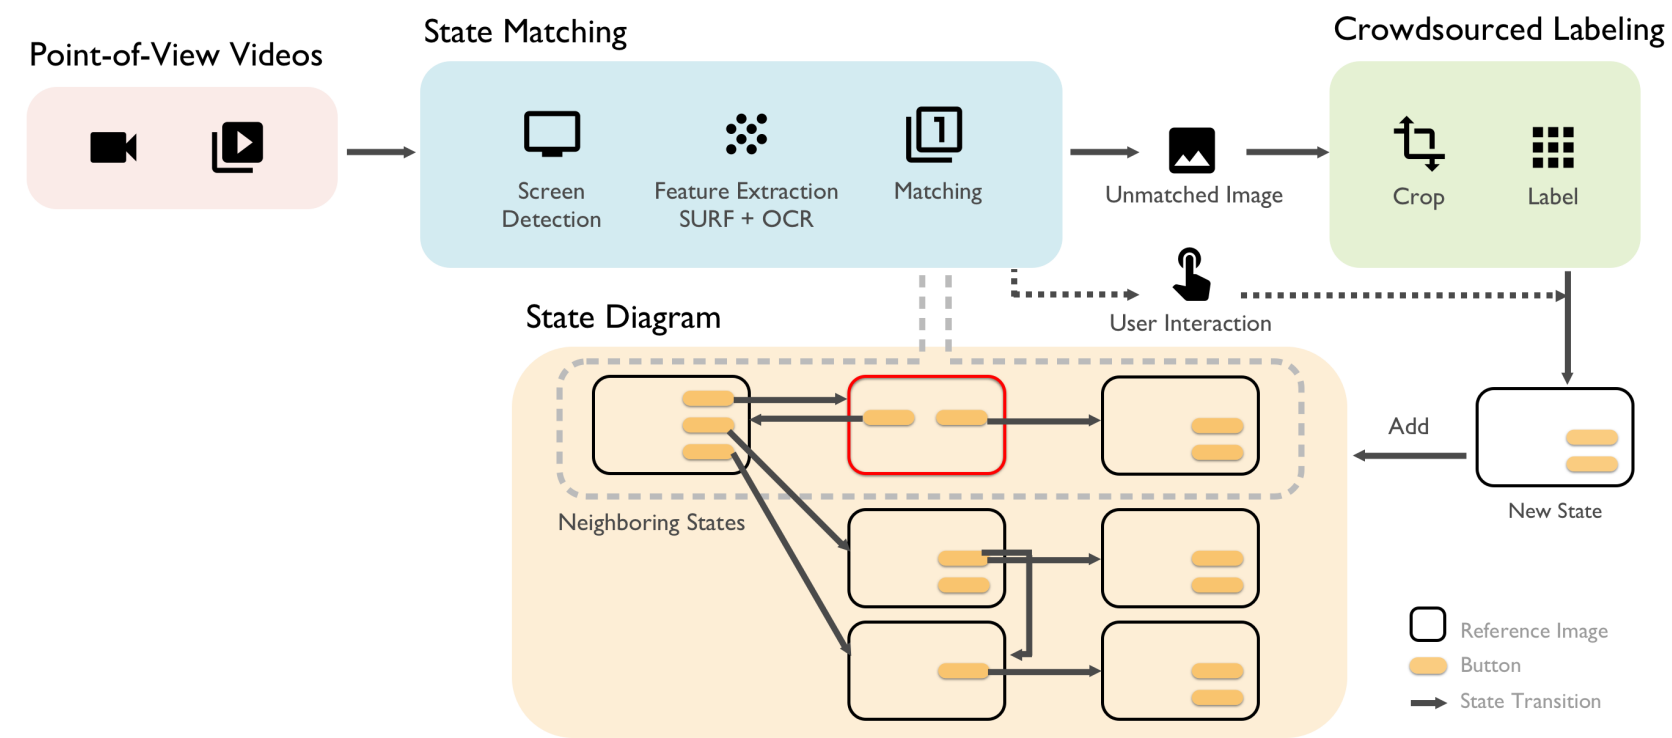 Point-of-View Videos
State Matching
Crowdsourced Labeling
Screen
Detection
Feature Extraction
SURF + OCR
1
Matching
Unmatched Image
Crop
Label
User Interaction
State Diagram
Neighboring States
Add
New State
Reference Image
Button
State Transition